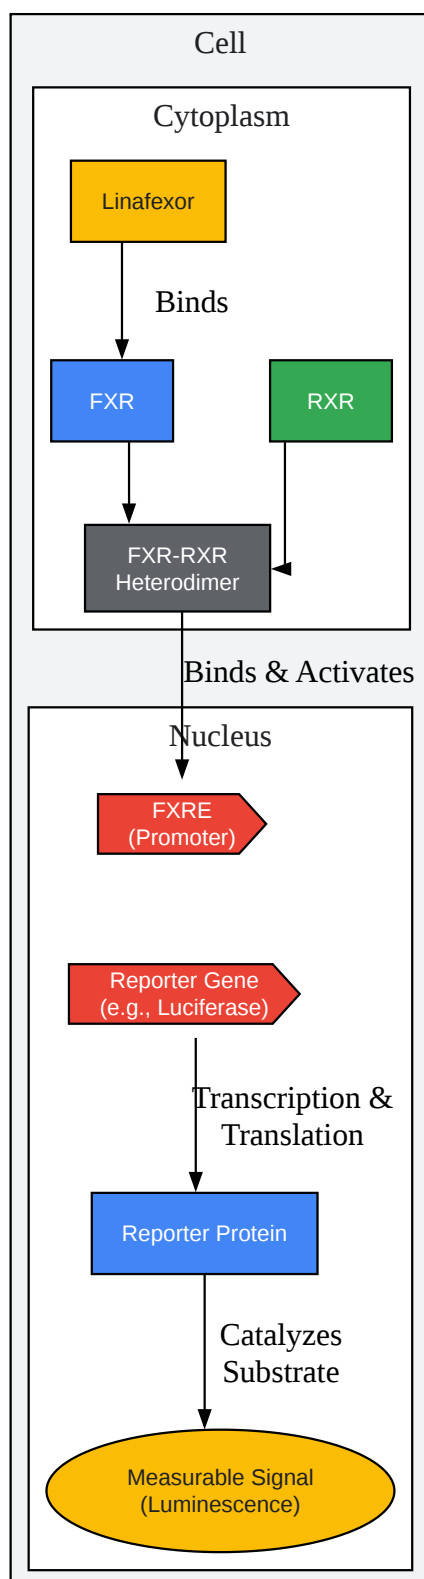 Cell
Cytoplasm
Linafexor
Binds
FXR
RXR
FXR-RXR
Heterodimer
Binds & Activates
Nucleus
FXRE
(Promoter)
Reporter Gene
(e.g., Luciferase)
Transcription &
Translation
Reporter Protein
Catalyzes
Substrate
Measurable Signal
(Luminescence)